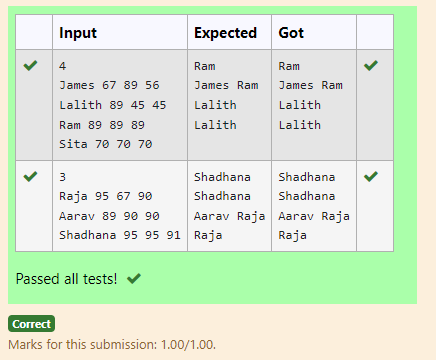 Input Expected Got
4 Ram Ram
James 67 89 56 James Ram James Ram
Lalith 89 45 45 Lalith Lalith
Ram 89 89 89 Lalith Lalith
Sita 70 70 70
3 Shadhana Shadhana
Raja 95 67 90 Shadhana Shadhana
Aarav 89 90 90 Aarav Raja Aarav Raja
Shadhana 95 95 91 Raja Raja
Passed all tests!
Correct
Marks for this submission: 1.00/1.00.